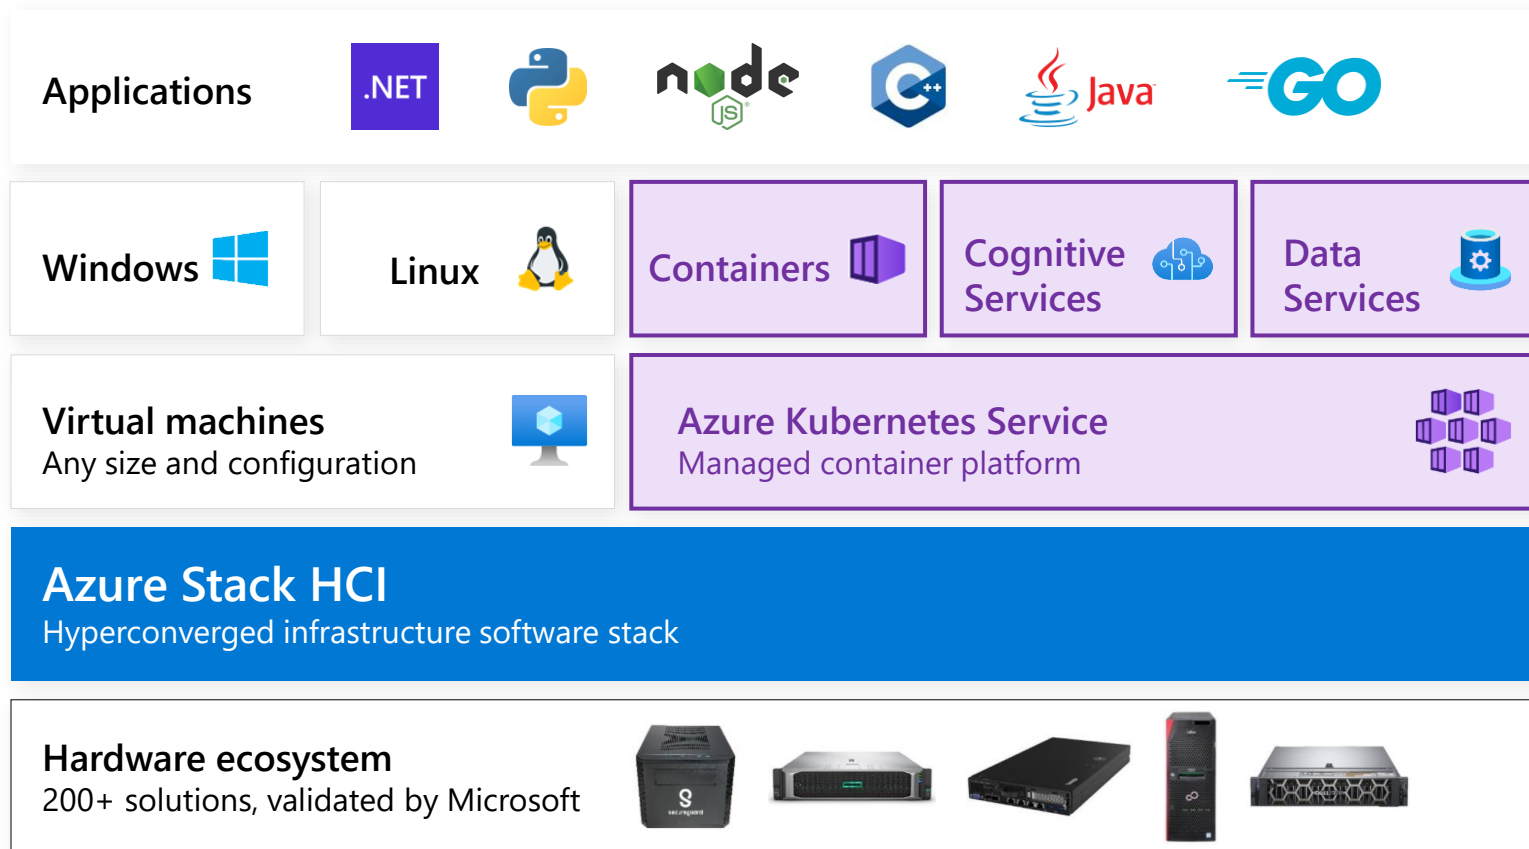 Applications
.NET
node
JS
C++
Java
GO
Windows
Linux
Containers
Cognitive
Services
Data
Services
Virtual machines
Any size and configuration
Azure Kubernetes Service
Managed container platform
Azure Stack HCI
Hyperconverged infrastructure software stack
Hardware ecosystem
200+ solutions, validated by Microsoft
secureguard